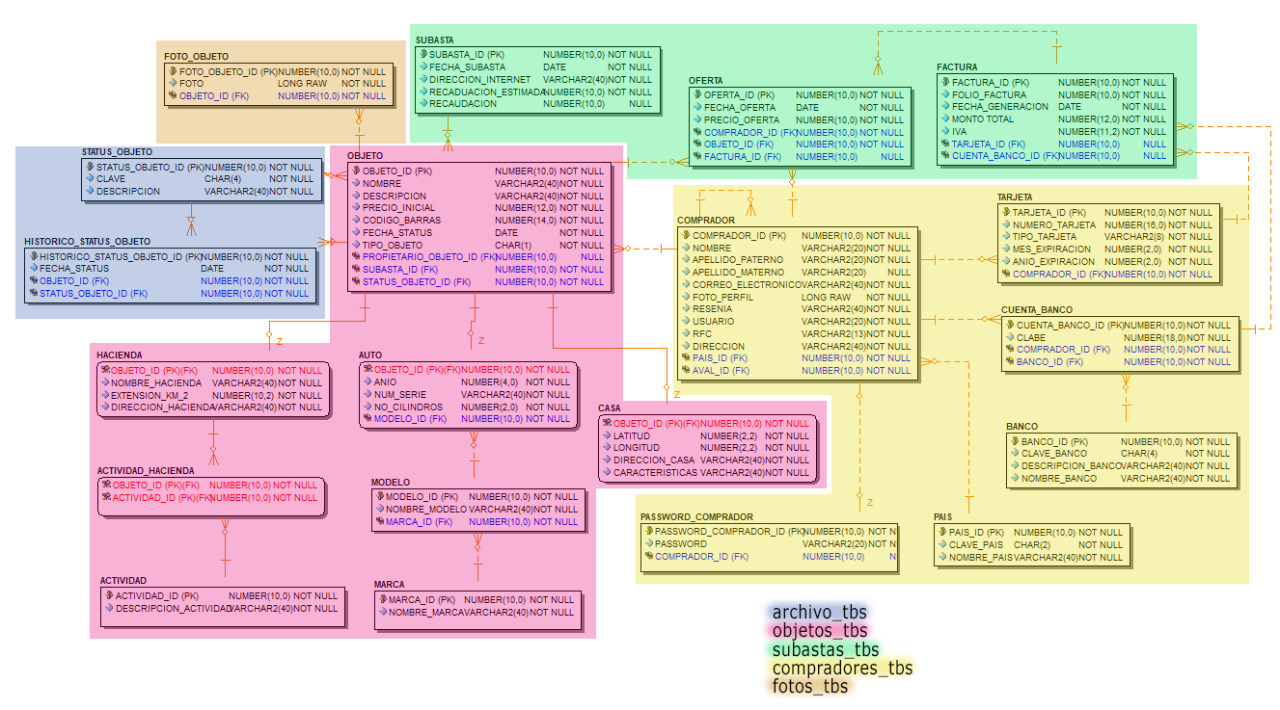 FOTO_OBJETO
FOTO_OBJETO_ID (PK)NUMBER(10,0) NOT NULL
FOTO LONG RAW NOT NULL
OBJETO_ID (FK) NUMBER(10,0) NOT NULL
SUBASTA
SUBASTA_ID (PK) NUMBER(10,0) NOT NULL
FECHA_SUBASTA DATE NOT NULL
DIRECCION_INTERNET VARCHAR2(40)NOT NULL
RECADUACION_ESTIMADANUMBER(10,0) NOT NULL
RECAUDACION NUMBER(10,0) NULL
OFERTA
OFERTA_ID (PK) NUMBER(10,0) NOT NULL
FECHA_OFERTA DATE NOT NULL
PRECIO_OFERTA NUMBER(10,0) NOT NULL
COMPRADOR_ID (FK)NUMBER(10,0) NOT NULL
OBJETO_ID (FK) NUMBER(10,0) NOT NULL
FACTURA_ID (FK) NUMBER(10,0) NULL
FACTURA
FACTURA_ID (PK) NUMBER(10,0) NOT NULL
FOLIO_FACTURA NUMBER(10,0) NOT NULL
FECHA_GENERACION DATE NOT NULL
MONTO TOTAL NUMBER(12,0) NOT NULL
IVA NUMBER(11,2) NOT NULL
TARJETA_ID (FK) NUMBER(10,0) NULL
CUENTA_BANCO_ID (FK)NUMBER(10,0) NULL
STATUS_OBJETO
STATUS_OBJETO_ID (PK)NUMBER(10,0) NOT NULL
CLAVE CHAR(4) NOT NULL
DESCRIPCION VARCHAR2(40)NOT NULL
HISTORICO_STATUS_OBJETO
HISTORICO_STATUS_OBJETO_ID (PK)NUMBER(10,0) NOT NULL
FECHA_STATUS DATE NOT NULL
OBJETO_ID (FK) NUMBER(10,0) NOT NULL
STATUS_OBJETO_ID (FK) NUMBER(10,0) NOT NULL
OBJETO
OBJETO_ID (PK) NUMBER(10,0) NOT NULL
NOMBRE VARCHAR2(40)NOT NULL
DESCRIPCION VARCHAR2(40)NOT NULL
PRECIO_INICIAL NUMBER(12,0) NOT NULL
CODIGO_BARRAS NUMBER(14,0) NOT NULL
FECHA_STATUS DATE NOT NULL
TIPO_OBJETO CHAR(1) NOT NULL
PROPIETARIO_OBJETO_ID (FK)NUMBER(10,0) NULL
SUBASTA_ID (FK) NUMBER(10,0) NOT NULL
STATUS_OBJETO_ID (FK) NUMBER(10,0) NOT NULL
COMPRADOR
COMPRADOR_ID (PK) NUMBER(10,0) NOT NULL
NOMBRE VARCHAR2(20)NOT NULL
APELLIDO_PATERNO VARCHAR2(20)NOT NULL
APELLIDO_MATERNO VARCHAR2(20) NULL
CORREO_ELECTRONICOVARCHAR2(40)NOT NULL
FOTO_PERFIL LONG RAW NOT NULL
RESENIA VARCHAR2(40)NOT NULL
USUARIO VARCHAR2(20)NOT NULL
RFC VARCHAR2(13)NOT NULL
DIRECCION VARCHAR2(40)NOT NULL
PAIS_ID (FK) NUMBER(10,0) NOT NULL
AVAL_ID (FK) NUMBER(10,0) NOT NULL
TARJETA
TARJETA_ID (PK) NUMBER(10,0) NOT NULL
NUMERO_TARJETA NUMBER(16,0) NOT NULL
TIPO_TARJETA VARCHAR2(8) NOT NULL
MES_EXPIRACION NUMBER(2,0) NOT NULL
ANIO_EXPIRACION NUMBER(2,0) NOT NULL
COMPRADOR_ID (FK)NUMBER(10,0) NOT NULL
CUENTA_BANCO
CUENTA_BANCO_ID (PK)NUMBER(10,0) NOT NULL
CLABE NUMBER(18,0) NOT NULL
COMPRADOR_ID (FK) NUMBER(10,0) NOT NULL
BANCO_ID (FK) NUMBER(10,0) NOT NULL
HACIENDA
OBJETO_ID (PK)(FK) NUMBER(10,0) NOT NULL
NOMBRE_HACIENDA VARCHAR2(40)NOT NULL
EXTENSION_KM_2 NUMBER(10,2) NOT NULL
DIRECCION_HACIENDAVARCHAR2(40)NOT NULL
Z
AUTO
OBJETO_ID (PK)(FK)NUMBER(10,0) NOT NULL
ANIO NUMBER(4,0) NOT NULL
NUM_SERIE VARCHAR2(40)NOT NULL
NO_CILINDROS NUMBER(2,0) NOT NULL
MODELO_ID (FK) NUMBER(10,0) NOT NULL
Z
CASA
OBJETO_ID (PK)(FK)NUMBER(10,0) NOT NULL
LATITUD NUMBER(2,2) NOT NULL
LONGITUD NUMBER(2,2) NOT NULL
DIRECCION_CASA VARCHAR2(40)NOT NULL
CARACTERISTICAS VARCHAR2(40)NOT NULL
Z
BANCO
BANCO_ID (PK) NUMBER(10,0) NOT NULL
CLAVE_BANCO CHAR(4) NOT NULL
DESCRIPCION_BANCOVARCHAR2(40)NOT NULL
NOMBRE_BANCO VARCHAR2(40)NOT NULL
ACTIVIDAD_HACIENDA
OBJETO_ID (PK)(FK) NUMBER(10,0) NOT NULL
ACTIVIDAD_ID (PK)(FK)NUMBER(10,0) NOT NULL
MODELO
MODELO_ID (PK) NUMBER(10,0) NOT NULL
NOMBRE_MODELO VARCHAR2(40)NOT NULL
MARCA_ID (FK) NUMBER(10,0) NOT NULL
Z
PASSWORD_COMPRADOR
PASSWORD_COMPRADOR_ID (PK)NUMBER(10,0) NOT N
PASSWORD VARCHAR2(20)NOT N
COMPRADOR_ID (FK) NUMBER(10,0) N
PAIS
PAIS_ID (PK) NUMBER(10,0) NOT NULL
CLAVE_PAIS CHAR(2) NOT NULL
NOMBRE_PAISVARCHAR2(40)NOT NULL
ACTIVIDAD
ACTIVIDAD_ID (PK) NUMBER(10,0) NOT NULL
DESCRIPCION_ACTIVIDADVARCHAR2(40)NOT NULL
MARCA
MARCA_ID (PK) NUMBER(10,0) NOT NULL
NOMBRE_MARCAVARCHAR2(40)NOT NULL
archivo_tbs
objetos_tbs
subastas_tbs
compradores_tbs
fotos_tbs